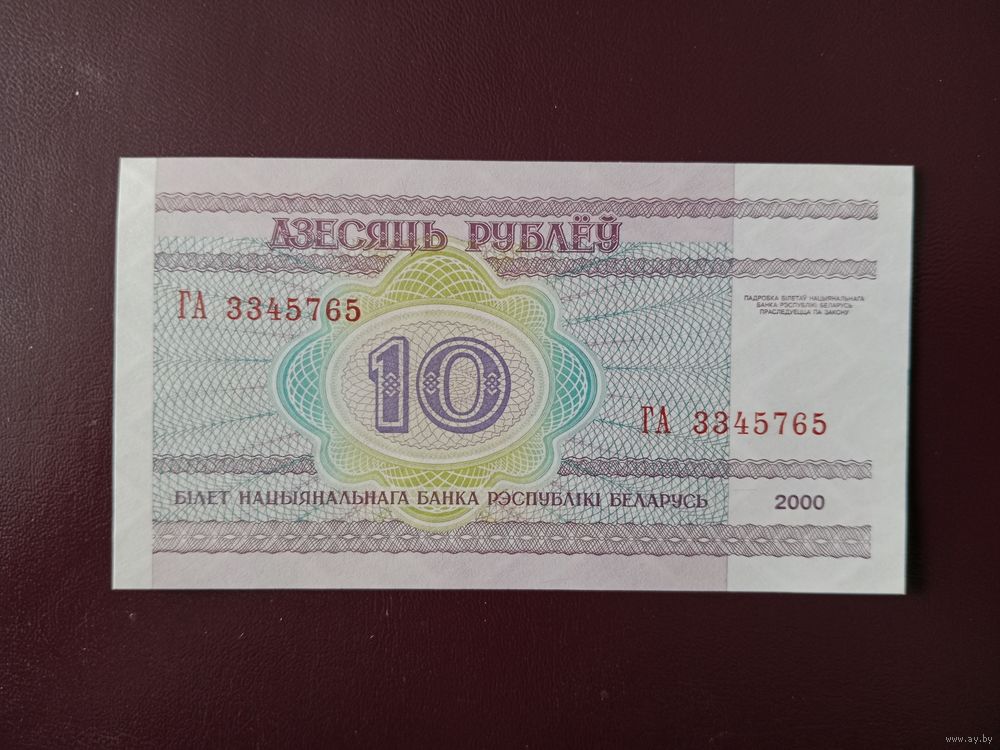 ДЗЕСЯЦЬ РУБЛЁЎ
ГА 3345765
ПАДРОБКА БІЛЕТАЎ НАЦЫЯНАЛЬНАГА
БАНКА РЭСПУБЛІКІ БЕЛАРУСЬ
ПРАСЛЕДУЕЦЦА ПА ЗАКОНУ
10
ГА 3345765
БІЛЕТ НАЦЫЯНАЛЬНАГА БАНКА РЭСПУБЛІКІ БЕЛАРУСЬ
2000
www.ay.by